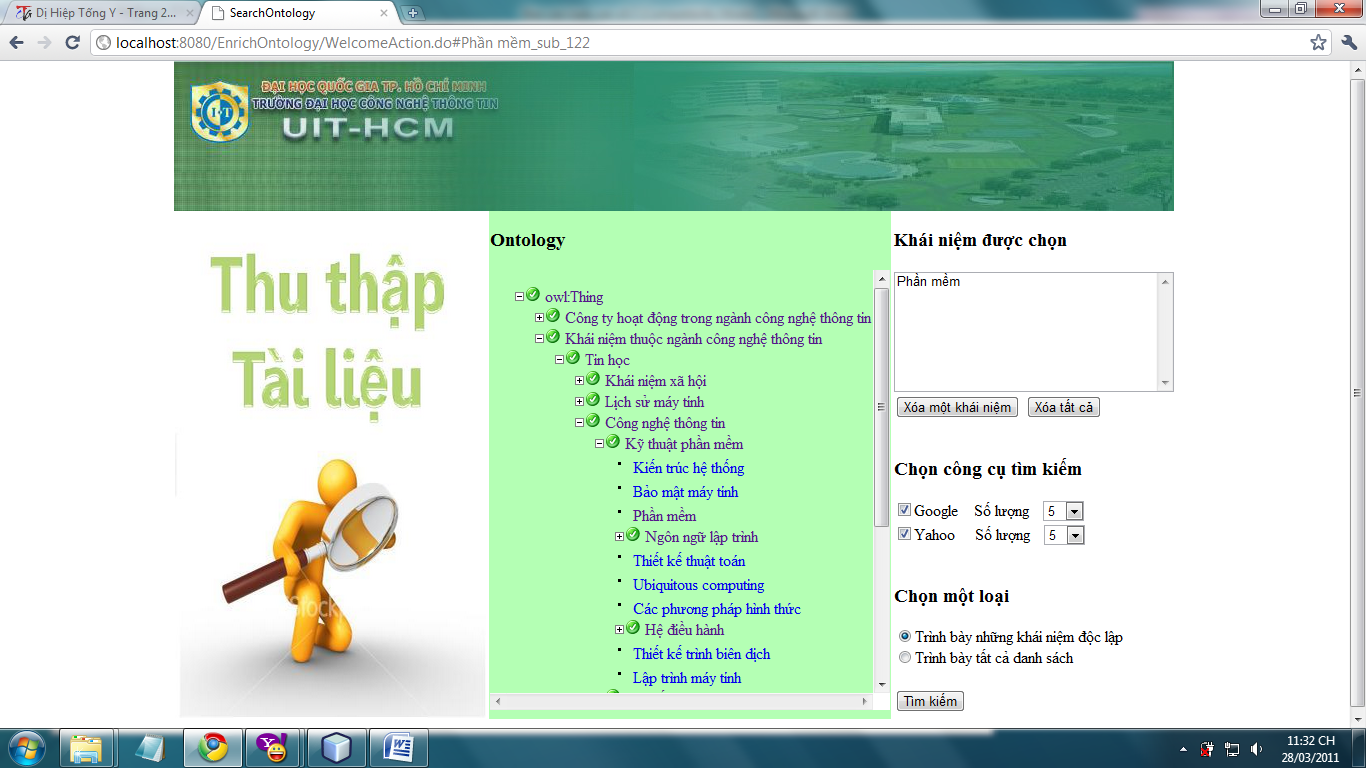 Dị Hiệp Tống Y - Trang 2...
SearchOntology
localhost:8080/EnrichOntology/WelcomeAction.do#Phần mềm_sub_122
ĐẠI HỌC QUỐC GIA TP. HỒ CHÍ MINH
TRƯỜNG ĐẠI HỌC CÔNG NGHỆ THÔNG TIN
UIT-HCM
Thu thập
Tài liệu
Ontology
owl:Thing
Công ty hoạt động trong ngành công nghệ thông tin
Khái niệm thuộc ngành công nghệ thông tin
Tin học
Khái niệm xã hội
Lịch sử máy tính
Công nghệ thông tin
Kỹ thuật phần mềm
Kiến trúc hệ thống
Bảo mật máy tính
Phần mềm
Ngôn ngữ lập trình
Thiết kế thuật toán
Ubiquitous computing
Các phương pháp hình thức
Hệ điều hành
Thiết kế trình biên dịch
Lập trình máy tính
Khái niệm được chọn
Phần mềm
Xóa một khái niệm Xóa tất cả
Chọn công cụ tìm kiếm
Google Số lượng 5
Yahoo Số lượng 5
Chọn một loại
Trình bày những khái niệm độc lập
Trình bày tất cả danh sách
Tìm kiếm
11:32 CH
28/03/2011